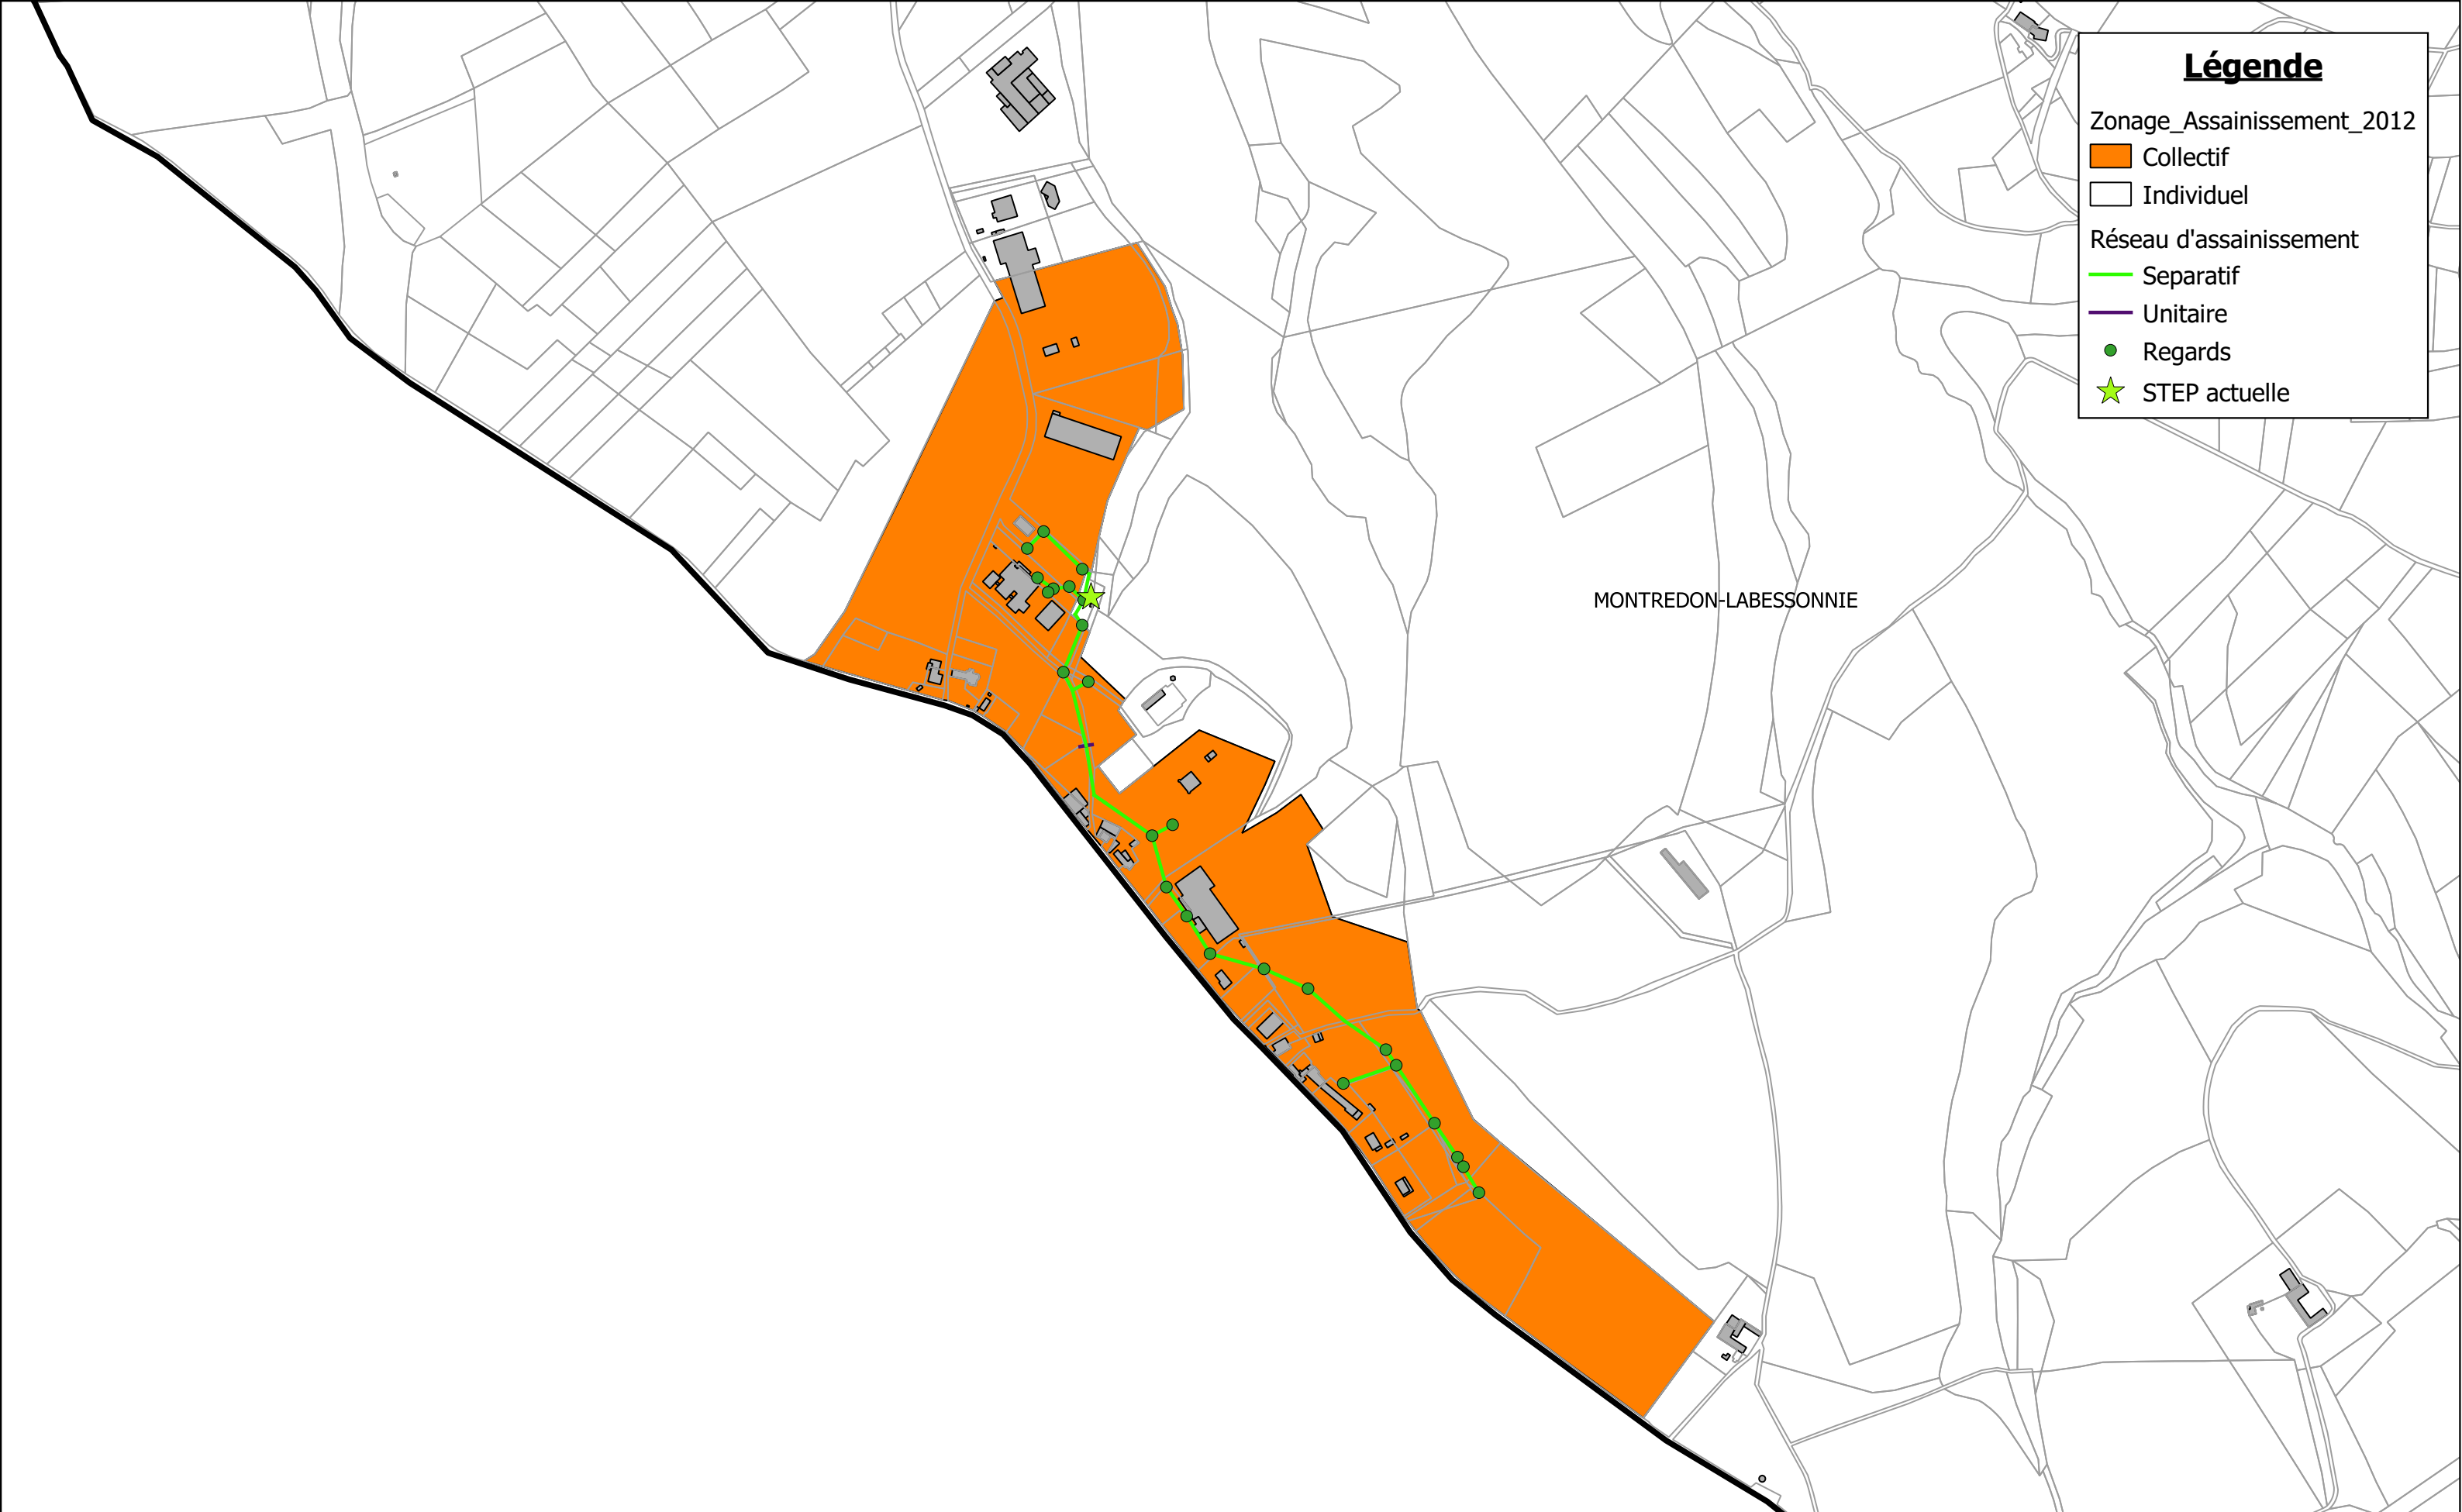 Légende
Zonage_Assainissement_2012
Collectif
Individuel
Réseau d'assainissement
Separatif
Unitaire
Regards
STEP actuelle
MONTREDON-LABESSONNIE